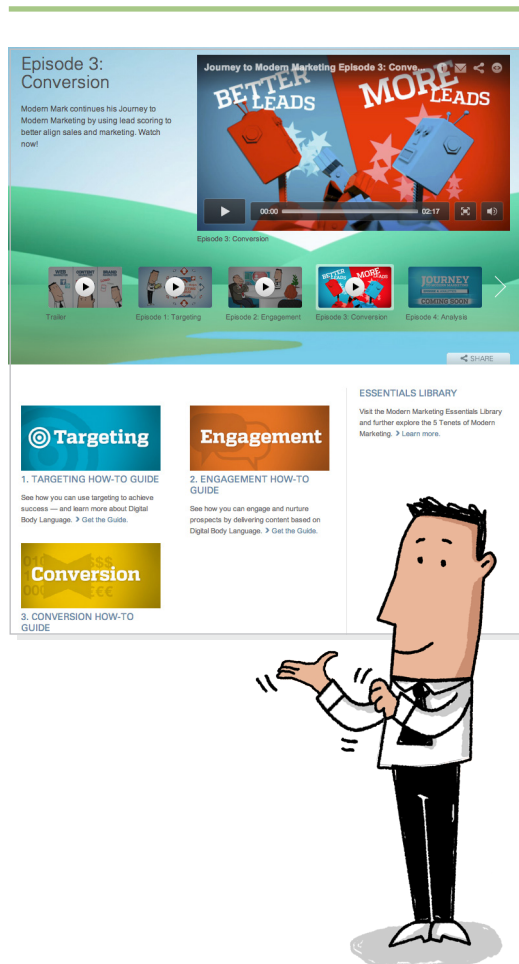 Episode 3:
Conversion
Modern Mark continues his Journey to
Modern Marketing by using lead scoring to
better align sales and marketing. Watch
now!
Journey to Modern Marketing Episode 3: Conve...
BETTER
LEADS
MORE
LEADS
00:00
02:17
Episode 3: Conversion
BETTER
MORE
JOURNEY
COMING SOON
Trailer
Episode 1: Targeting
Episode 2: Engagement
Episode 3: Conversion
Episode 4: Analysis
SHARE
Targeting
1. TARGETING HOW-TO GUIDE
See how you can use targeting to achieve
success — and learn more about Digital
Body Language. > Get the Guide.
Engagement
2. ENGAGEMENT HOW-TO
GUIDE
See how you can engage and nurture
prospects by delivering content based on
Digital Body Language. > Get the Guide.
ESSENTIALS LIBRARY
Visit the Modern Marketing Essentials Library
and further explore the 5 Tenets of Modern
Marketing. > Learn more.
Conversion
3. CONVERSION HOW-TO
GUIDE